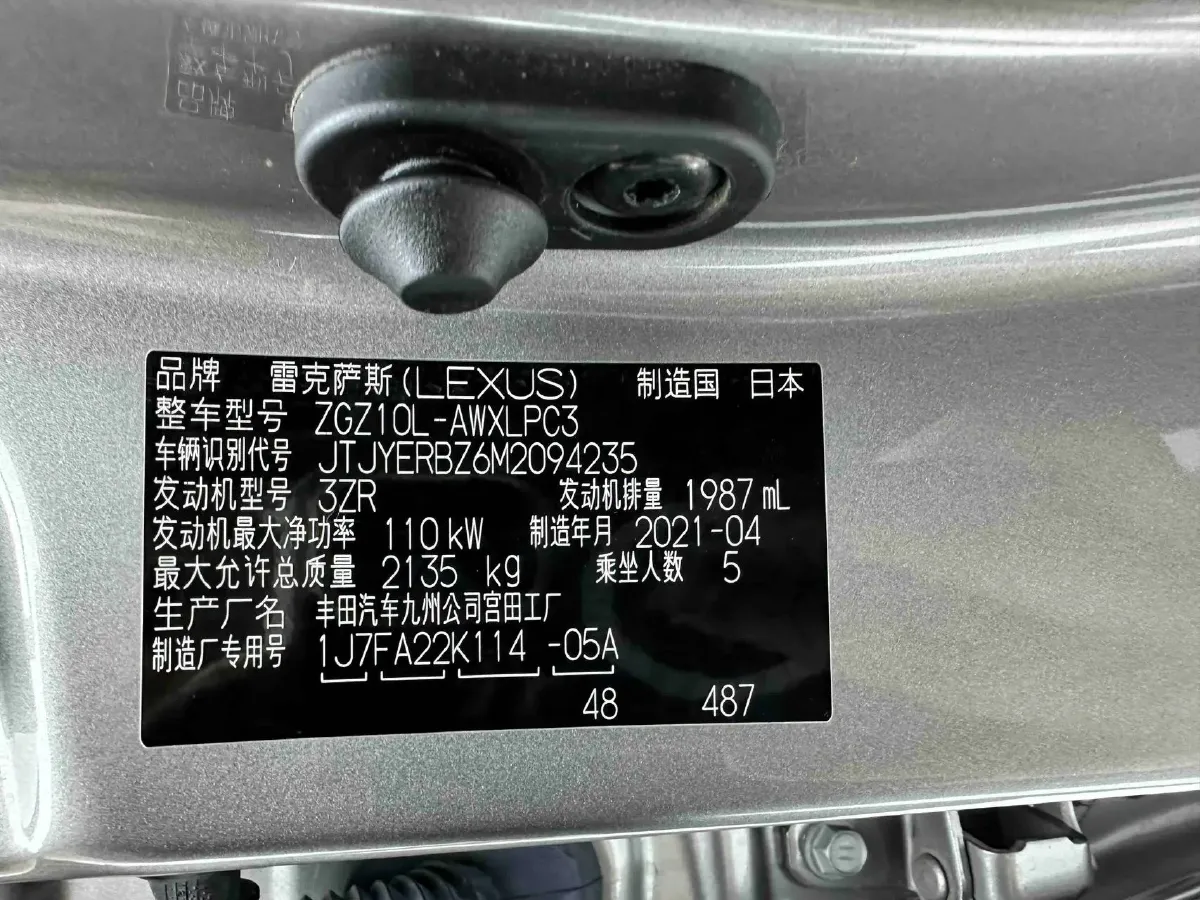 品牌 雷克萨斯(LEXUS) 制造国 日本
整车型号 ZGZ10L-AWXLPC3
车辆识别代号 JTJYERBZ6M2094235
发动机型号 3ZR 发动机排量 1987 mL
发动机最大净功率 110 kW 制造年月 2021-04
最大允许总质量 2135 kg 乘坐人数 5
生产厂名 丰田汽车九州公司宫田工厂
制造厂专用号 1J7FA22K114 -05A
48 487